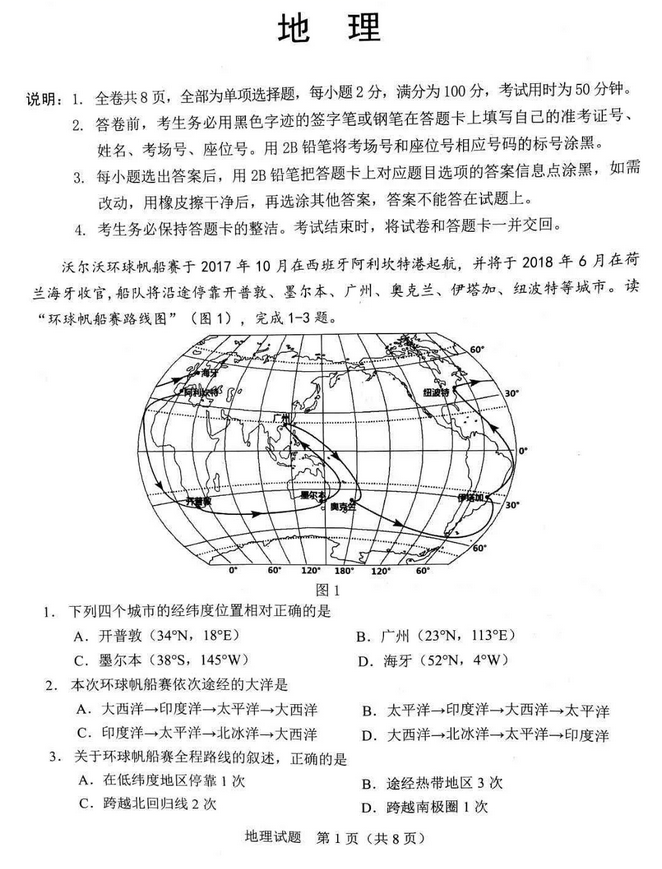 地 理
说明：1. 全卷共8页，全部为单项选择题，每小题2分，满分为100分，考试用时为50分钟。
2. 答卷前，考生务必用黑色字迹的签字笔或钢笔在答题卡上填写自己的准考证号、
姓名、考场号、座位号。用2B铅笔将考场号和座位号相应号码的标号涂黑。
3. 每小题选出答案后，用2B铅笔把答题卡上对应题目选项的答案信息点涂黑，如需
改动，用橡皮擦干净后，再选涂其他答案，答案不能答在试题上。
4. 考生务必保持答题卡的整洁。考试结束时，将试卷和答题卡一并交回。
沃尔沃环球帆船赛于2017年10月在西班牙阿利坎特港起航，并将于2018年6月在荷
兰海牙收官，船队将沿途停靠开普敦、墨尔本、广州、奥克兰、伊塔加、纽波特等城市。读
“环球帆船赛路线图”（图1），完成1-3题。
60°
海牙
阿利坎特
纽波特
30°
广州
0°
开普敦
墨尔本
奥克兰
伊塔加
30°
60°
0° 60° 120° 180° 120° 60°
图1
1. 下列四个城市的经纬度位置相对正确的是
A. 开普敦（34°N，18°E） B. 广州（23°N，113°E）
C. 墨尔本（38°S，145°W） D. 海牙（52°N，4°W）
2. 本次环球帆船赛依次途经的大洋是
A. 大西洋→印度洋→太平洋→大西洋 B. 太平洋→印度洋→大西洋→太平洋
C. 印度洋→太平洋→北冰洋→大西洋 D. 大西洋→北冰洋→太平洋→印度洋
3. 关于环球帆船赛全程路线的叙述，正确的是
A. 在低纬度地区停靠1次 B. 途经热带地区3次
C. 跨越北回归线2次 D. 跨越南极圈1次
地理试题 第1页（共8页）